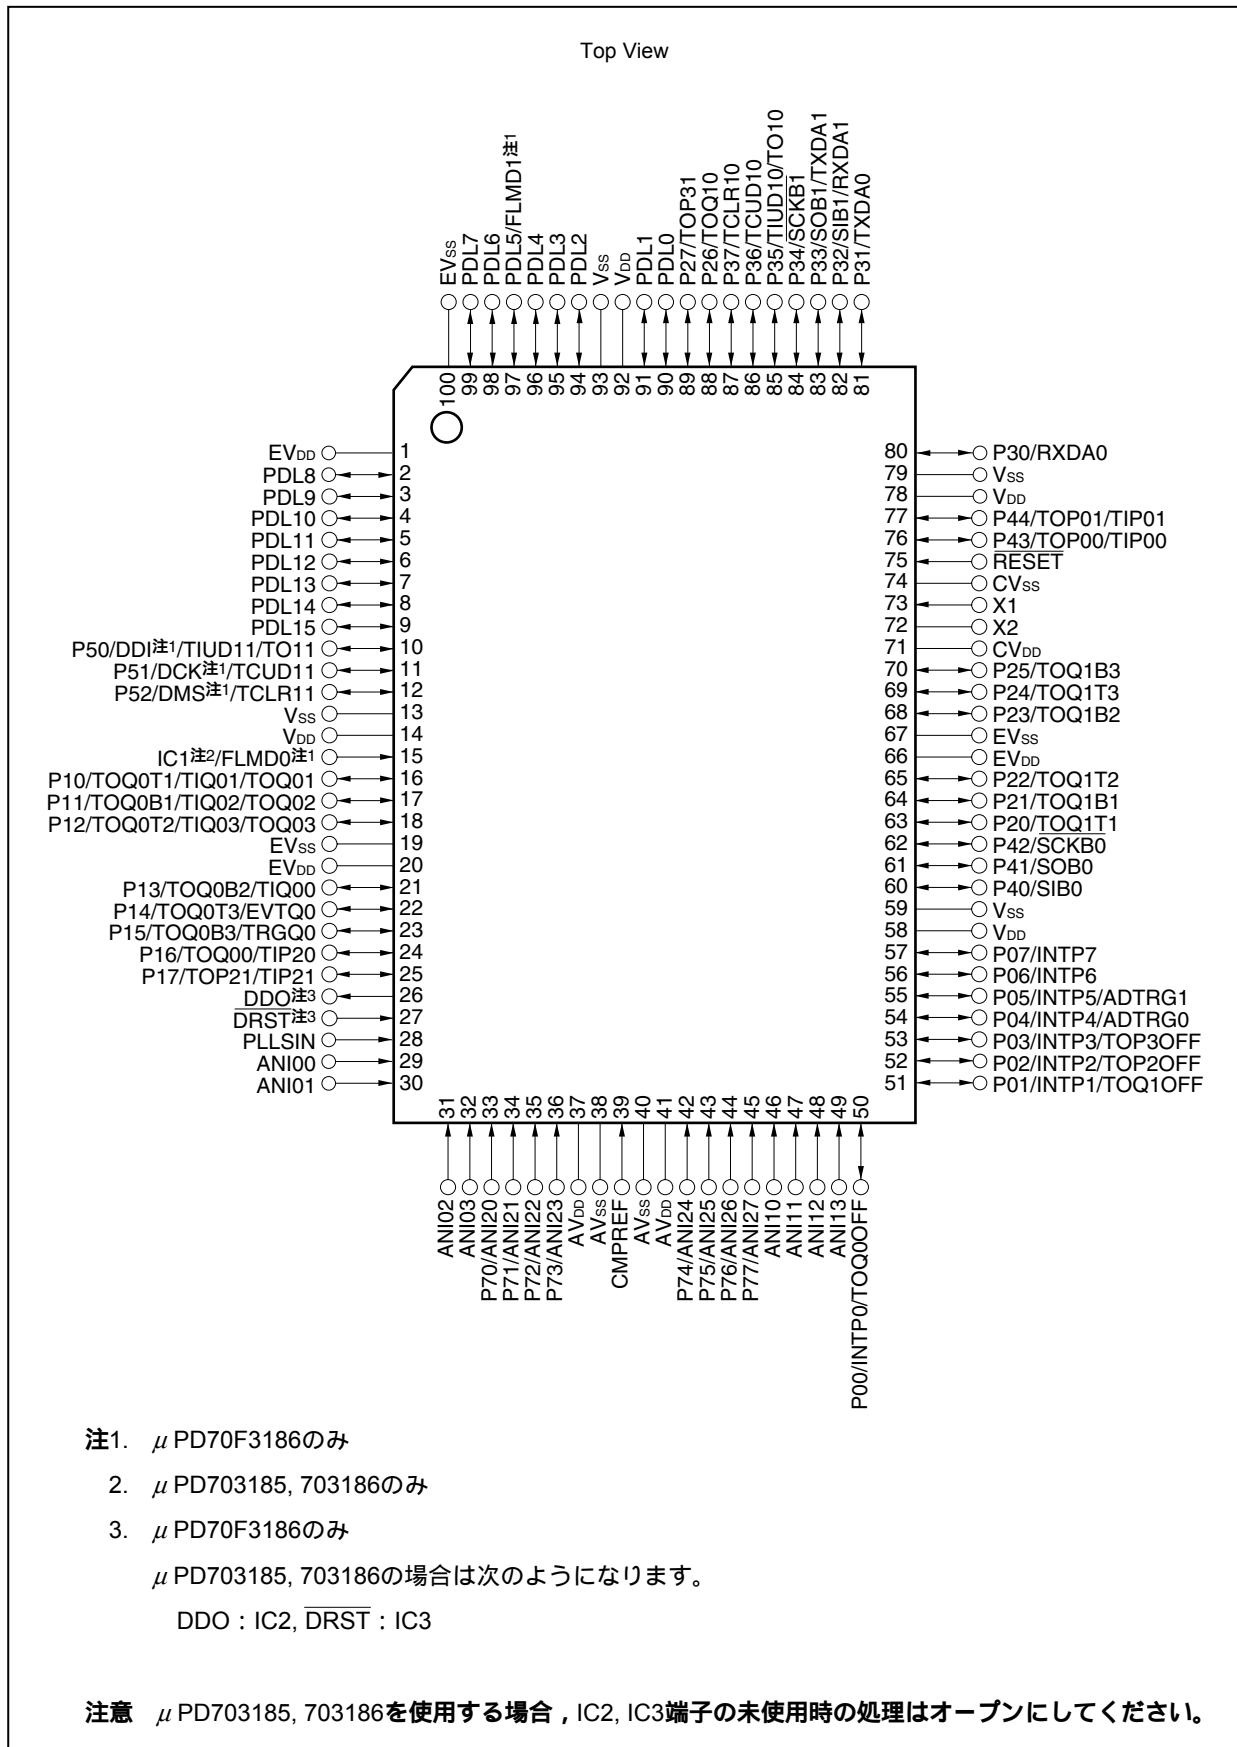 Top View
EVSS
PDL7
PDL6
PDL5/FLMD1注1
PDL4
PDL3
PDL2
VSS
VDD
PDL1
PDL0
P27/TOP31
P26/TOQ10
P37/TCLR10
P36/TCUD10
P35/TIUD10/TO10
P34/S̅C̅K̅B̅1̅
P33/SOB1/TXDA1
P32/SIB1/RXDA1
P31/TXDA0
100 99 98 97 96 95 94 93 92 91 90 89 88 87 86 85 84 83 82 81
EVDD 1
PDL8 2
PDL9 3
PDL10 4
PDL11 5
PDL12 6
PDL13 7
PDL14 8
PDL15 9
P50/DDI注1/TIUD11/TO11 10
P51/DCK注1/TCUD11 11
P52/DMS注1/TCLR11 12
VSS 13
VDD 14
IC1注2/FLMD0注1 15
P10/TOQ0T1/TIQ01/TOQ01 16
P11/TOQ0B1/TIQ02/TOQ02 17
P12/TOQ0T2/TIQ03/TOQ03 18
EVSS 19
EVDD 20
P13/TOQ0B2/TIQ00 21
P14/TOQ0T3/EVTQ0 22
P15/TOQ0B3/TRGQ0 23
P16/TOQ00/TIP20 24
P17/TOP21/TIP21 25
DDO注3 26
D̅R̅S̅T̅注3 27
PLLSIN 28
ANI00 29
ANI01 30
80 P30/RXDA0
79 VSS
78 VDD
77 P44/TOP01/TIP01
76 P43/TOP00/TIP00
75 R̅E̅S̅E̅T̅
74 CVSS
73 X1
72 X2
71 CVDD
70 P25/TOQ1B3
69 P24/TOQ1T3
68 P23/TOQ1B2
67 EVSS
66 EVDD
65 P22/TOQ1T2
64 P21/TOQ1B1
63 P20/TOQ1T1
62 P42/S̅C̅K̅B̅0̅
61 P41/SOB0
60 P40/SIB0
59 VSS
58 VDD
57 P07/INTP7
56 P06/INTP6
55 P05/INTP5/ADTRG1
54 P04/INTP4/ADTRG0
53 P03/INTP3/TOP3OFF
52 P02/INTP2/TOP2OFF
51 P01/INTP1/TOQ1OFF
31 32 33 34 35 36 37 38 39 40 41 42 43 44 45 46 47 48 49 50
ANI02
ANI03
P70/ANI20
P71/ANI21
P72/ANI22
P73/ANI23
AVDD
AVSS
CMPREF
AVSS
AVDD
P74/ANI24
P75/ANI25
P76/ANI26
P77/ANI27
ANI10
ANI11
ANI12
ANI13
P00/INTP0/TOQ0OFF
注1. μ PD70F3186のみ
2. μ PD703185, 703186のみ
3. μ PD70F3186のみ
μ PD703185, 703186の場合は次のようになります。
DDO：IC2, D̅R̅S̅T̅：IC3
注意 μ PD703185, 703186を使用する場合，IC2, IC3端子の未使用時の処理はオープンにしてください。